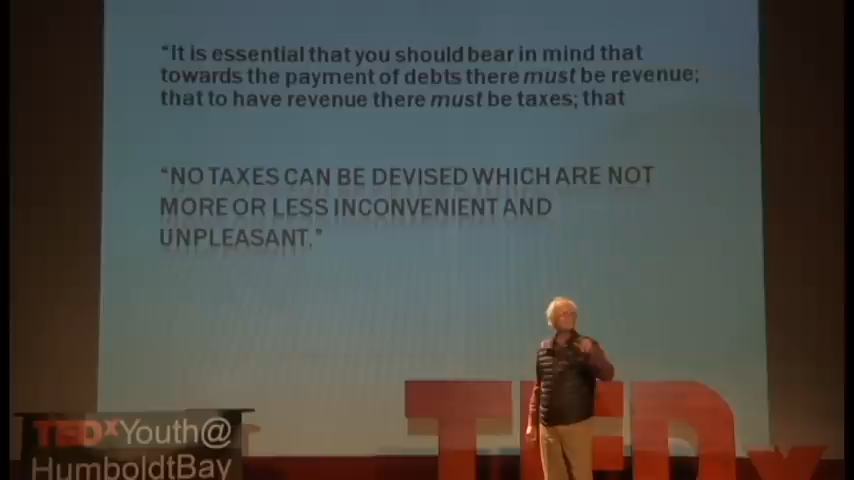 “It is essential that you should bear in mind that
towards the payment of debts there must be revenue;
that to have revenue there must be taxes; that
“NO TAXES CAN BE DEVISED WHICH ARE NOT
MORE OR LESS INCONVENIENT AND
UNPLEASANT.”
TEDx
TEDxYouth@
HumboldtBay